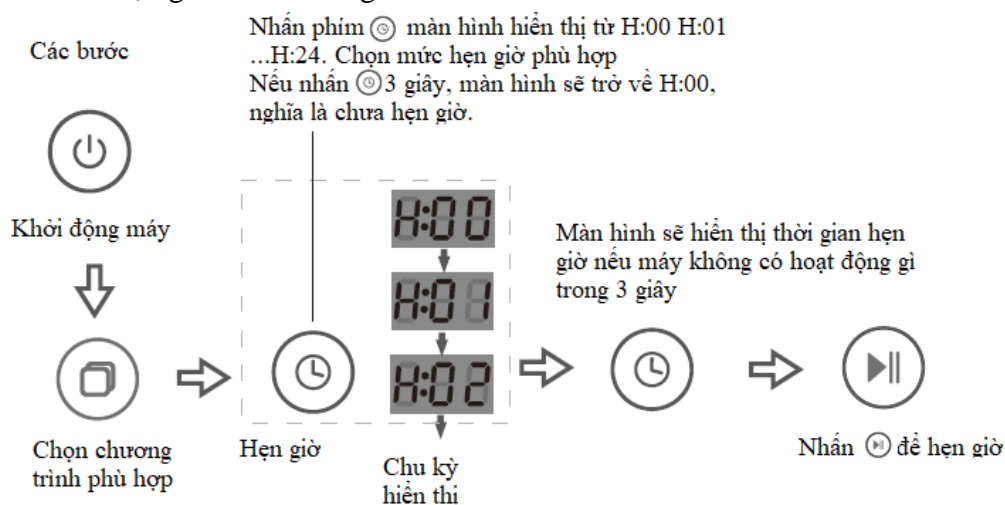 Nhấn phím màn hình hiển thị từ H:00 H:01
...H:24. Chọn mức hẹn giờ phù hợp
Nếu nhấn 3 giây, màn hình sẽ trở về H:00,
nghĩa là chưa hẹn giờ.
Các bước
Khởi động máy
H:00
H:01
H:02
Màn hình sẽ hiển thị thời gian hẹn
giờ nếu máy không có hoạt động gì
trong 3 giây
Chọn chương
trình phù hợp
Hẹn giờ
Chu kỳ
hiển thi
Nhấn để hẹn giờ